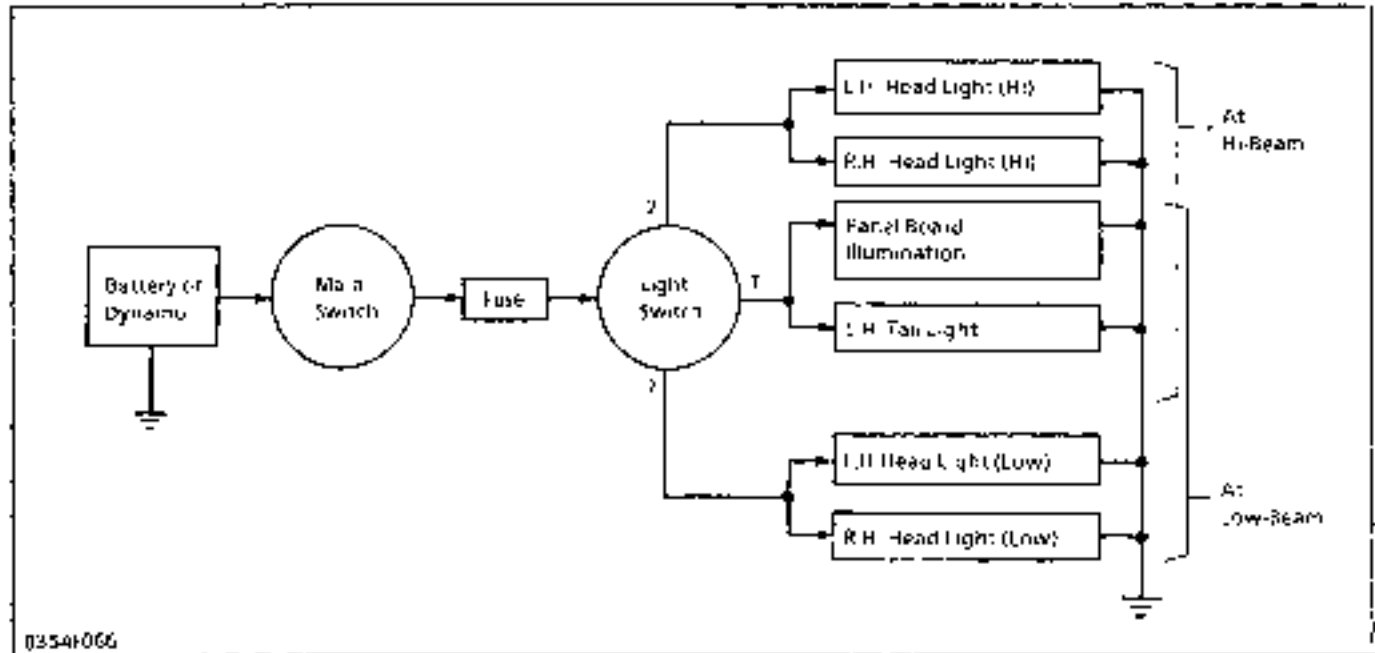 Head Light (Hi)
At
Hi-Beam
R.H. Head Light (Hi)
2
Panel Board
Illumination
Battery or
Dynamo
Main
Switch
Fuse
Light
Switch
T
Tail Light
Head Light (Low)
At
Low-Beam
R.H. Head Light (Low)